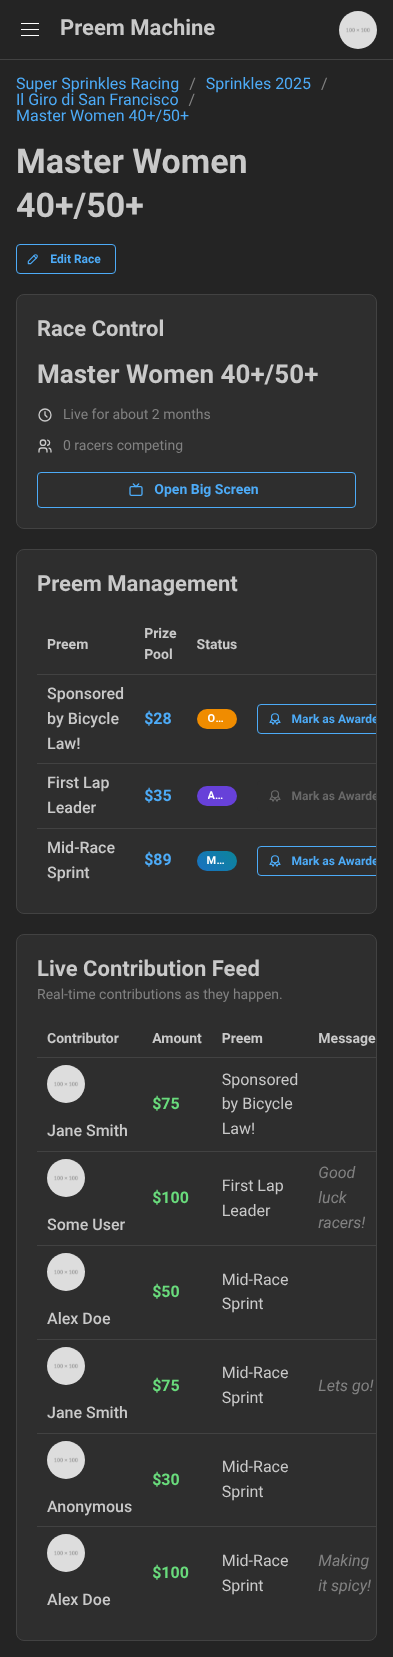 Preem Machine
100 × 100
Super Sprinkles Racing / Sprinkles 2025 /
Il Giro di San Francisco /
Master Women 40+/50+
Master Women
40+/50+
Edit Race
Race Control
Master Women 40+/50+
Live for about 2 months
0 racers competing
Open Big Screen
Preem Management
Preem Prize Pool Status
Sponsored by Bicycle Law! $28 O... Mark as Awarde
First Lap Leader $35 A... Mark as Awarde
Mid-Race Sprint $89 M... Mark as Awarde
Live Contribution Feed
Real-time contributions as they happen.
Contributor Amount Preem Message
100 × 100
Jane Smith $75 Sponsored by Bicycle Law!
100 × 100
Some User $100 First Lap Leader Good luck racers!
100 × 100
Alex Doe $50 Mid-Race Sprint
100 × 100
Jane Smith $75 Mid-Race Sprint Lets go!
100 × 100
Anonymous $30 Mid-Race Sprint
100 × 100
Alex Doe $100 Mid-Race Sprint Making it spicy!